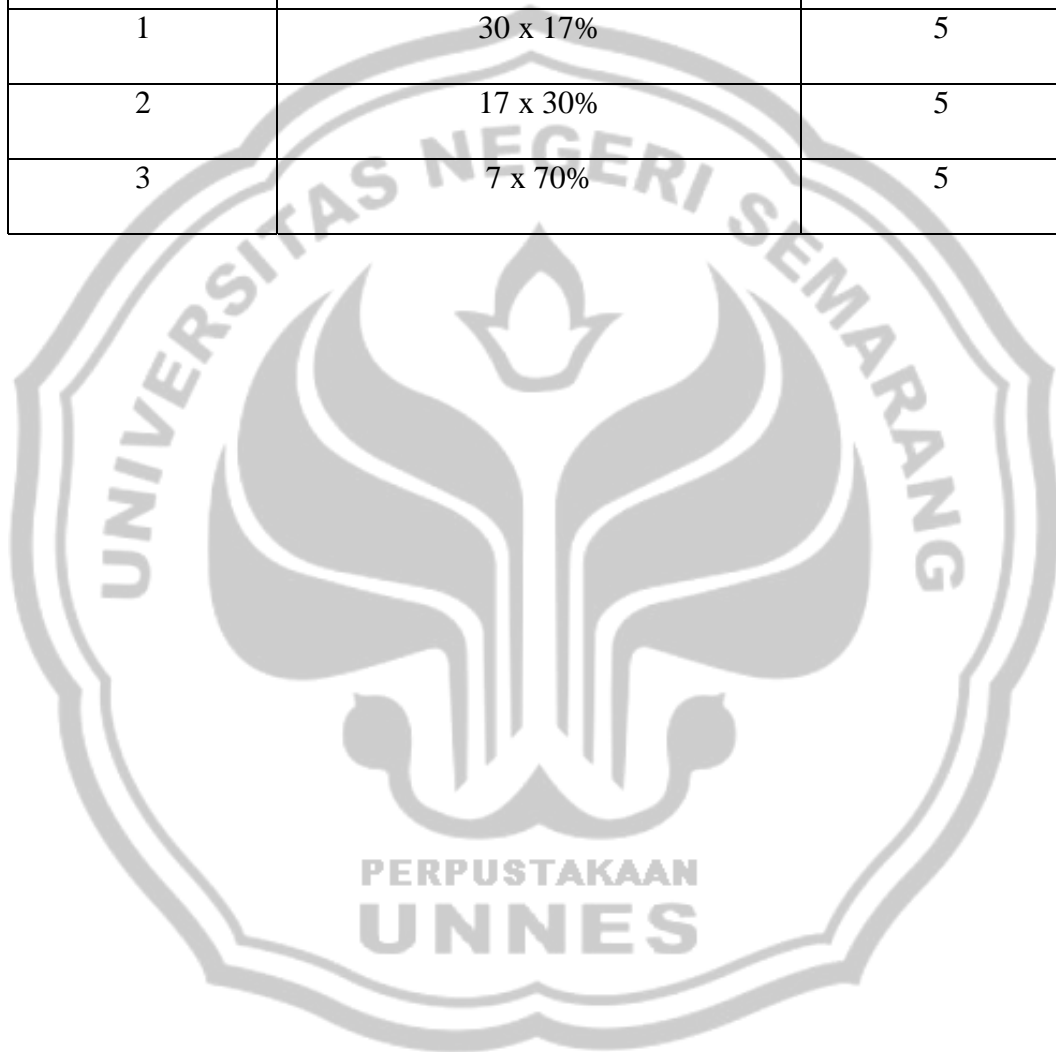 1 30 x 17% 5
2 17 x 30% 5
3 7 x 70% 5
UNIVERSITAS NEGERI SEMARANG
PERPUSTAKAAN
UNNES